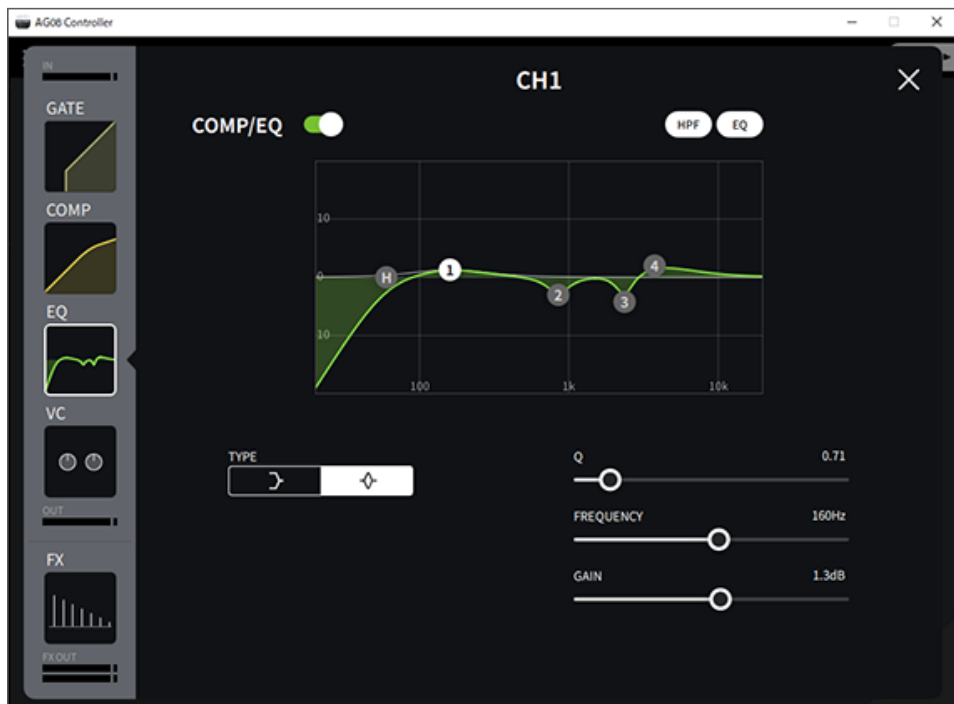 AG08 Controller
IN
GATE
COMP
EQ
VC
OUT
FX
FX OUT
CH1
COMP/EQ
HPF
EQ
10
0
10
H
1
2
3
4
100
1k
10k
TYPE
Q
0.71
FREQUENCY
160Hz
GAIN
1.3dB